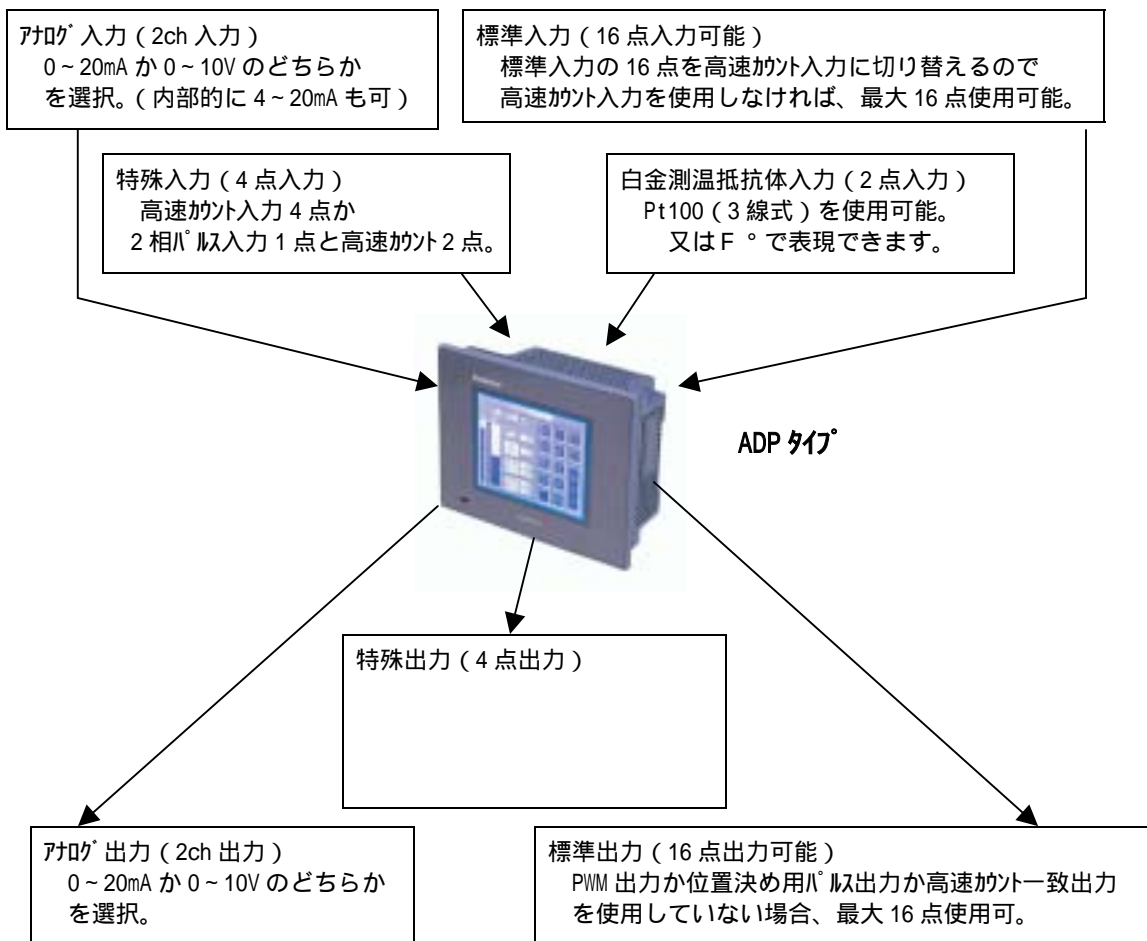 ｱﾅﾛｸﾞ入力（2ch 入力）
0～20mA か 0～10V のどちらか
を選択。（内部的に 4～20mA も可）
標準入力（16 点入力可能）
標準入力の 16 点を高速ｶｳﾝﾄ入力に切り替えるので
高速ｶｳﾝﾄ入力を使用しなければ、最大 16 点使用可能。
特殊入力（4 点入力）
高速ｶｳﾝﾄ入力 4 点か
2 相ﾊﾟﾙｽ入力 1 点と高速ｶｳﾝﾄ 2 点。
白金測温抵抗体入力（2 点入力）
Pt100（3 線式）を使用可能。
又はＦ°で表現できます。
ADP ﾀｲﾌﾟ
特殊出力（4 点出力）
ｱﾅﾛｸﾞ出力（2ch 出力）
0～20mA か 0～10V のどちらか
を選択。
標準出力（16 点出力可能）
PWM 出力か位置決め用ﾊﾟﾙｽ出力か高速ｶｳﾝﾄ一致出力
を使用していない場合、最大 16 点使用可。